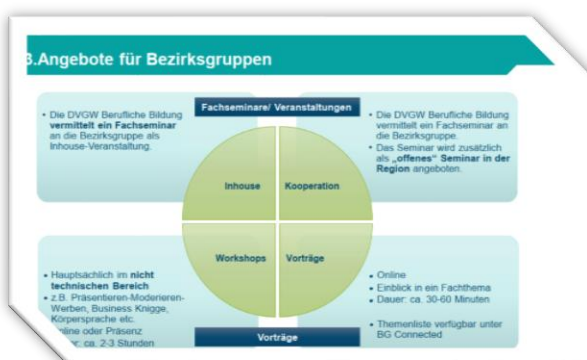 3.Angebote für Bezirksgruppen
Fachseminare/ Veranstaltungen
• Die DVGW Berufliche Bildung
vermittelt ein Fachseminar
an die Bezirksgruppe als
Inhouse-Veranstaltung.
• Die DVGW Berufliche Bildung
vermittelt ein Fachseminar an
die Bezirksgruppe.
• Das Seminar wird zusätzlich
als „offenes" Seminar in der
Region angeboten.
Inhouse
Kooperation
Workshops
Vorträge
• Hauptsächlich im nicht
technischen Bereich
• z.B. Präsentieren-Moderieren-
Werben, Business Knigge,
Körpersprache etc.
oder Präsenz
ca. 2-3 Stunden
• Online
• Einblick in ein Fachthema
• Dauer: ca. 30-60 Minuten
• Themenliste verfügbar unter
BG Connected
Vorträge